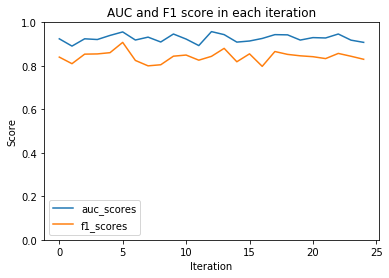 AUC and F1 score in each iteration
1.0
0.8
0.6
0.4
0.2
0.0
Score
auc_scores
f1_scores
0 5 10 15 20 25
Iteration